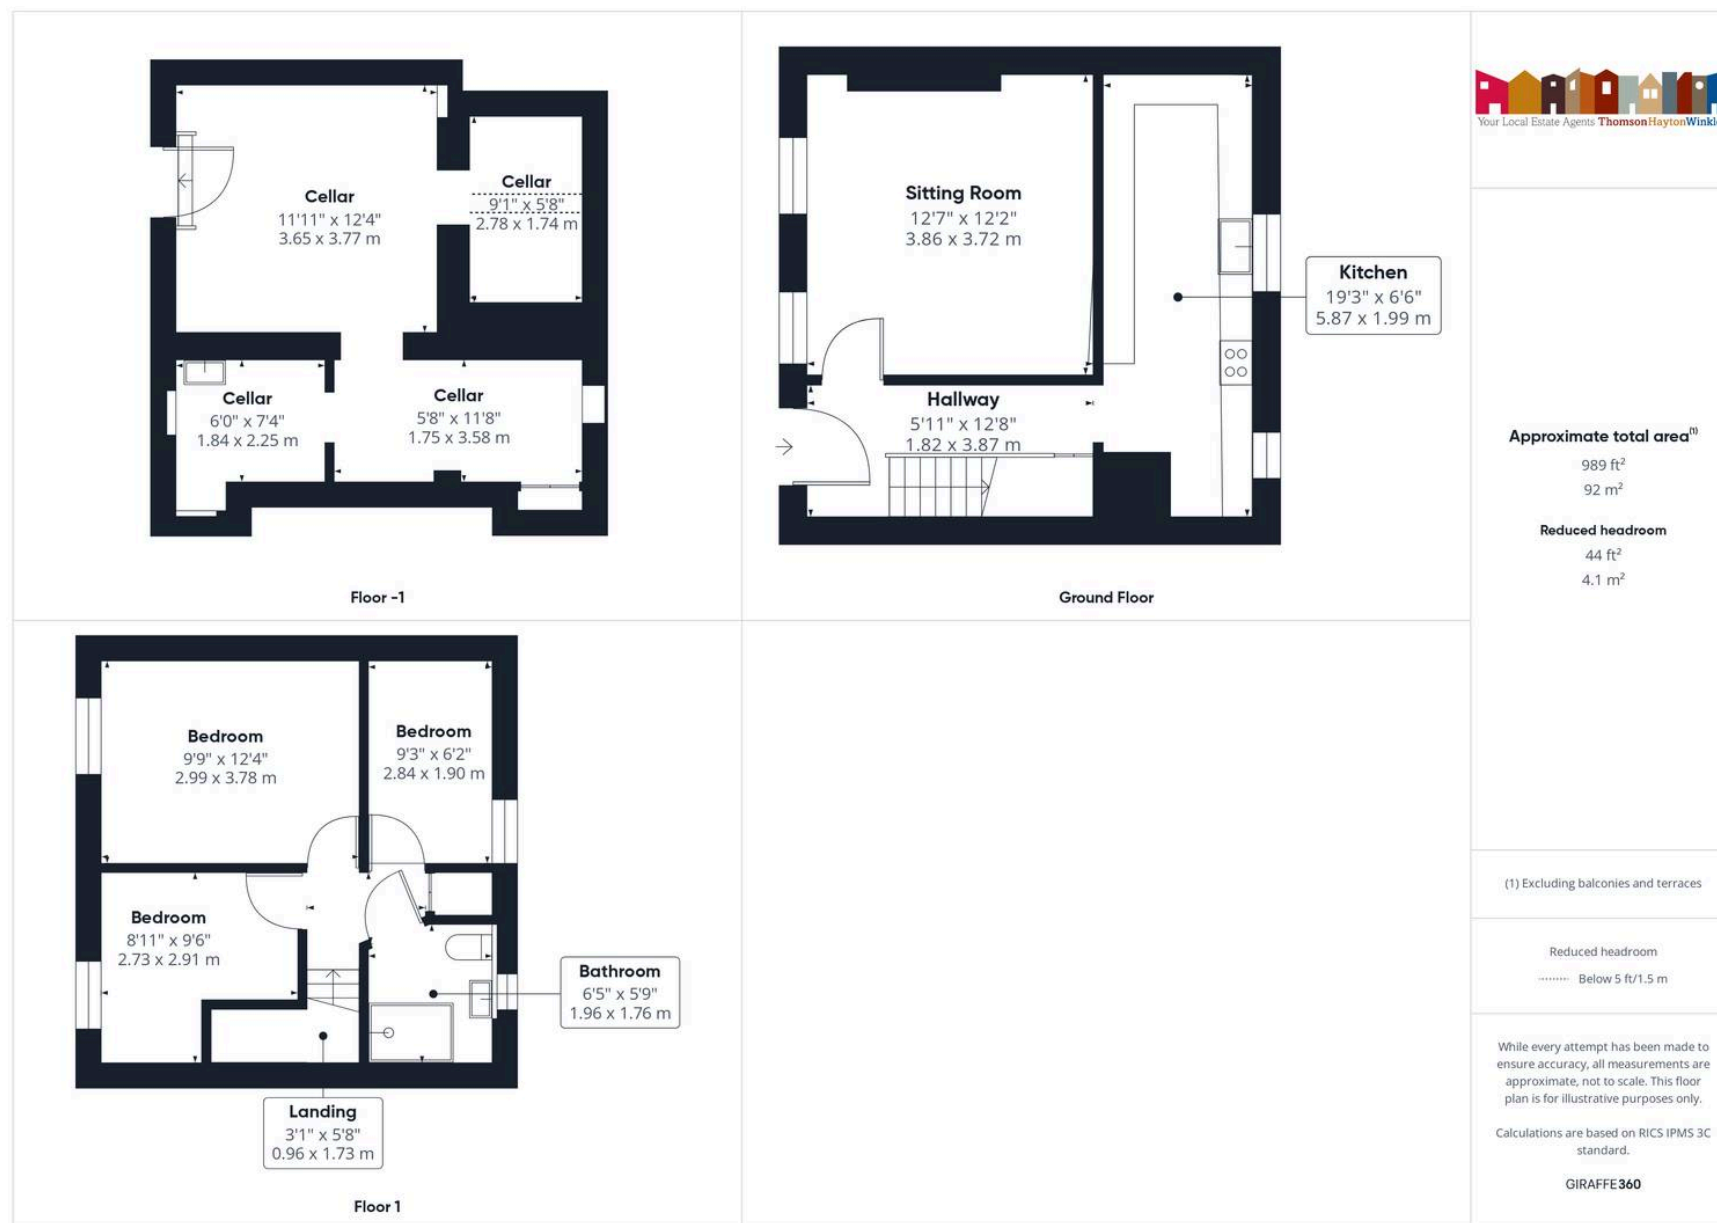 Cellar
11'11" x 12'4"
3.65 x 3.77 m
Cellar
9'1" x 5'8"
2.78 x 1.74 m
Cellar
6'0" x 7'4"
1.84 x 2.25 m
Cellar
5'8" x 11'8"
1.75 x 3.58 m
Floor -1
Sitting Room
12'7" x 12'2"
3.86 x 3.72 m
Kitchen
19'3" x 6'6"
5.87 x 1.99 m
Hallway
5'11" x 12'8"
1.82 x 3.87 m
Ground Floor
Bedroom
9'9" x 12'4"
2.99 x 3.78 m
Bedroom
9'3" x 6'2"
2.84 x 1.90 m
Bedroom
8'11" x 9'6"
2.73 x 2.91 m
Bathroom
6'5" x 5'9"
1.96 x 1.76 m
Landing
3'1" x 5'8"
0.96 x 1.73 m
Floor 1
Your Local Estate Agents ThomsonHaytonWinkl
Approximate total area(1)
989 ft²
92 m²
Reduced headroom
44 ft²
4.1 m²
(1) Excluding balconies and terraces
Reduced headroom
Below 5 ft/1.5 m
While every attempt has been made to
ensure accuracy, all measurements are
approximate, not to scale. This floor
plan is for illustrative purposes only.
Calculations are based on RICS IPMS 3C
standard.
GIRAFFE360